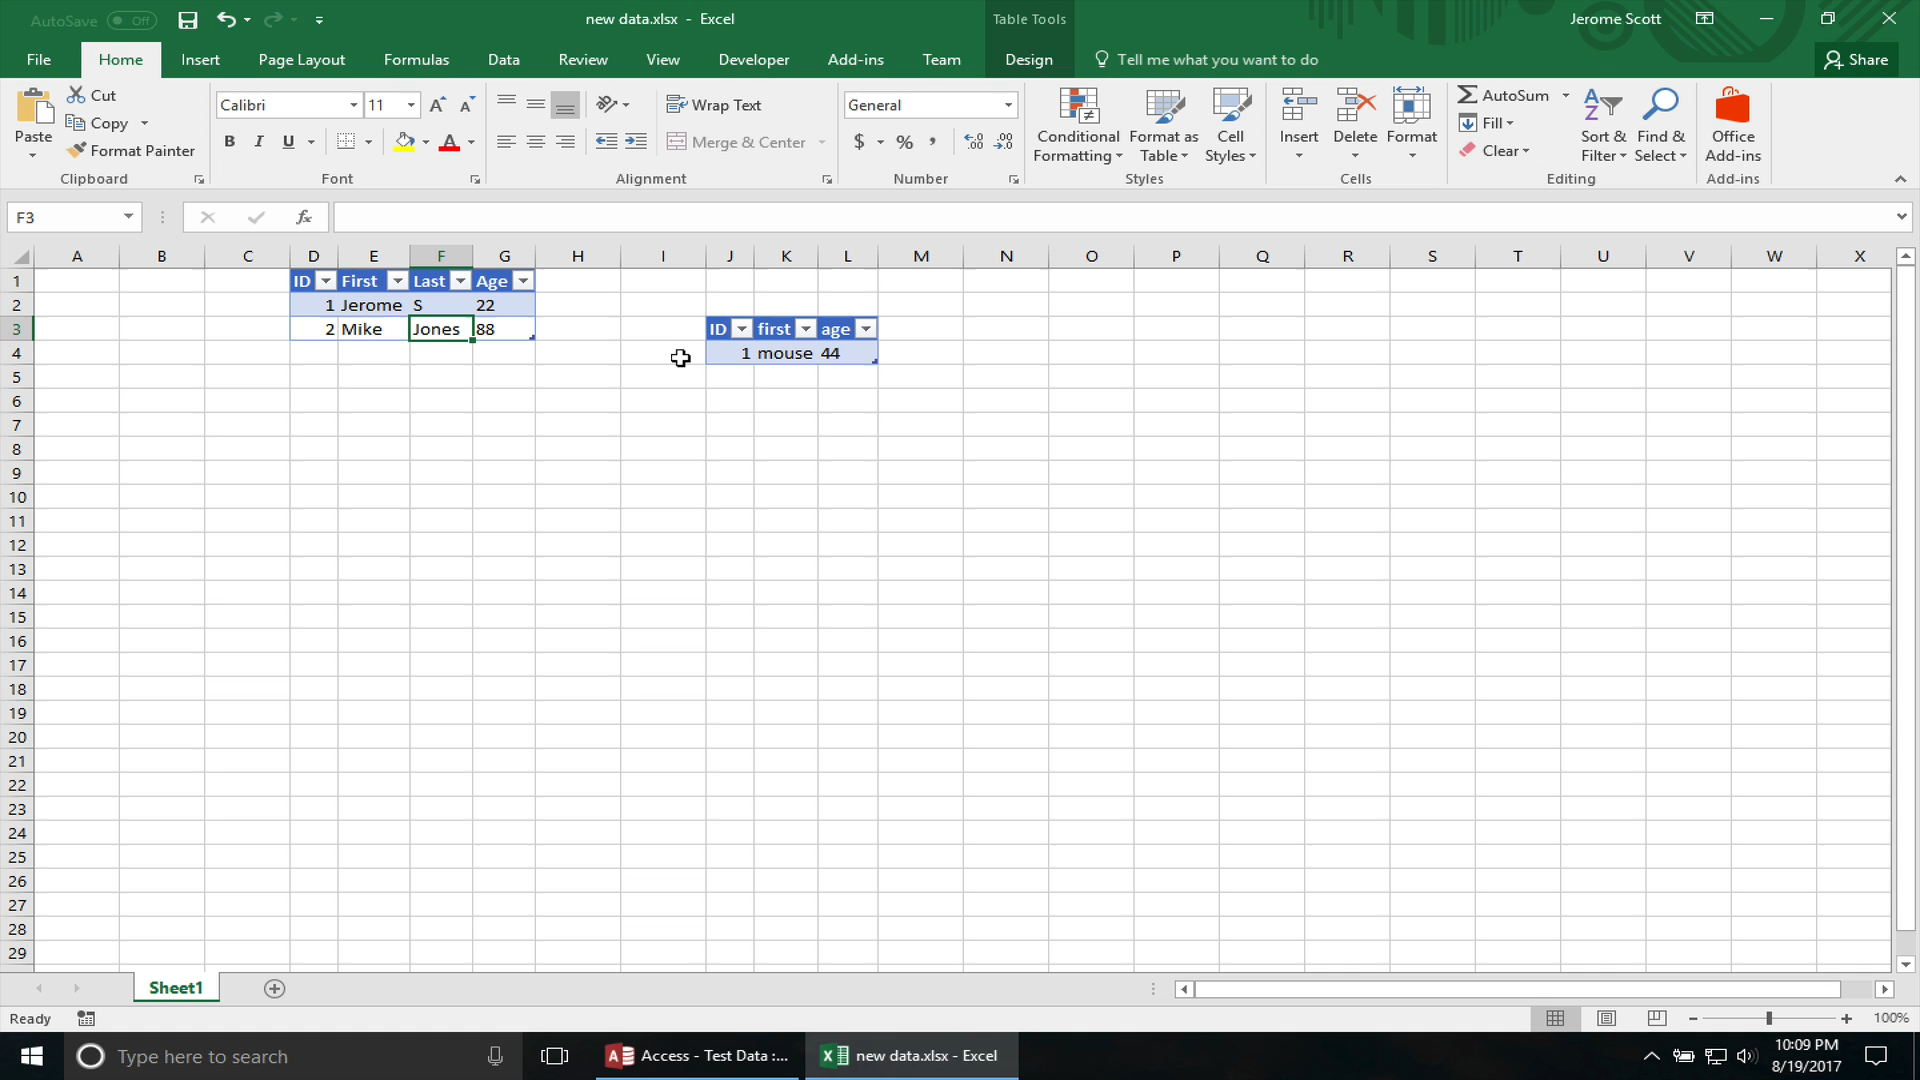 AutoSave Off new data.xlsx - Excel Table Tools Jerome Scott
File Home Insert Page Layout Formulas Data Review View Developer Add-ins Team Design Tell me what you want to do Share
Paste Cut
Copy
Format Painter
Clipboard
Calibri 11 A A
B I U A
Font
Wrap Text
Merge & Center
Alignment
General
$ % , .0 .00
Number
Conditional Formatting
Format as Table
Cell Styles
Styles
Insert Delete Format
Cells
AutoSum
Fill
Clear
Sort & Filter
Find & Select
Editing
Office Add-ins
Add-ins
F3 fx
A B C D E F G H I J K L M N O P Q R S T U V W X
1 ID First Last Age
2 1 Jerome S 22
3 2 Mike Jones 88 ID first age
4 1 mouse 44
5
6
7
8
9
10
11
12
13
14
15
16
17
18
19
20
21
22
23
24
25
26
27
28
29
Sheet1
Ready 100%
Type here to search Access - Test Data :... new data.xlsx - Excel 10:09 PM
8/19/2017